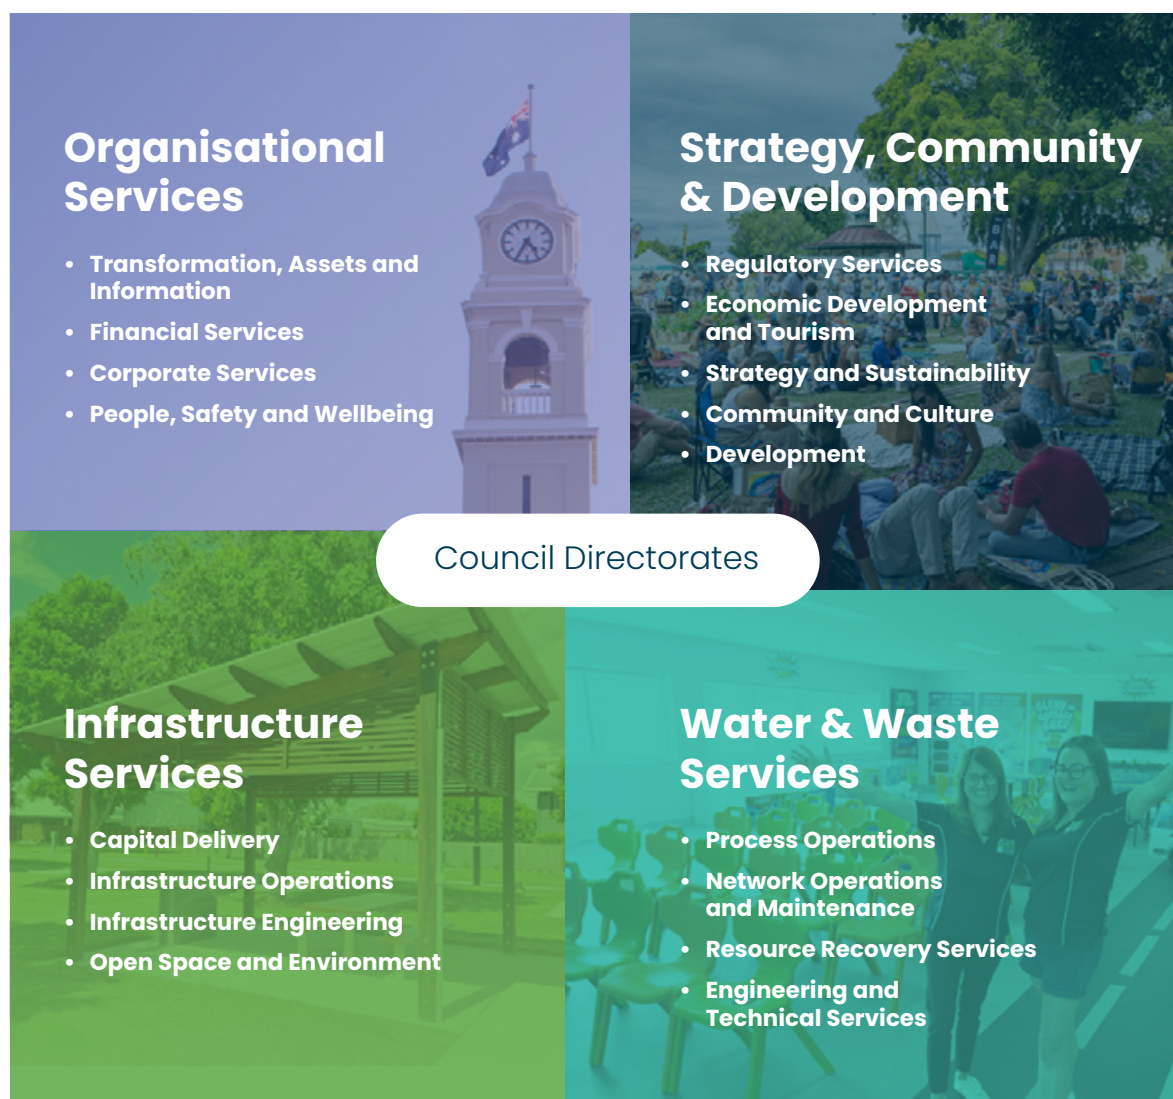 Organisational
Services
• Transformation, Assets and
Information
• Financial Services
• Corporate Services
• People, Safety and Wellbeing
Strategy, Community
& Development
• Regulatory Services
• Economic Development
and Tourism
• Strategy and Sustainability
• Community and Culture
• Development
Council Directorates
Infrastructure
Services
• Capital Delivery
• Infrastructure Operations
• Infrastructure Engineering
• Open Space and Environment
Water & Waste
Services
• Process Operations
• Network Operations
and Maintenance
• Resource Recovery Services
• Engineering and
Technical Services